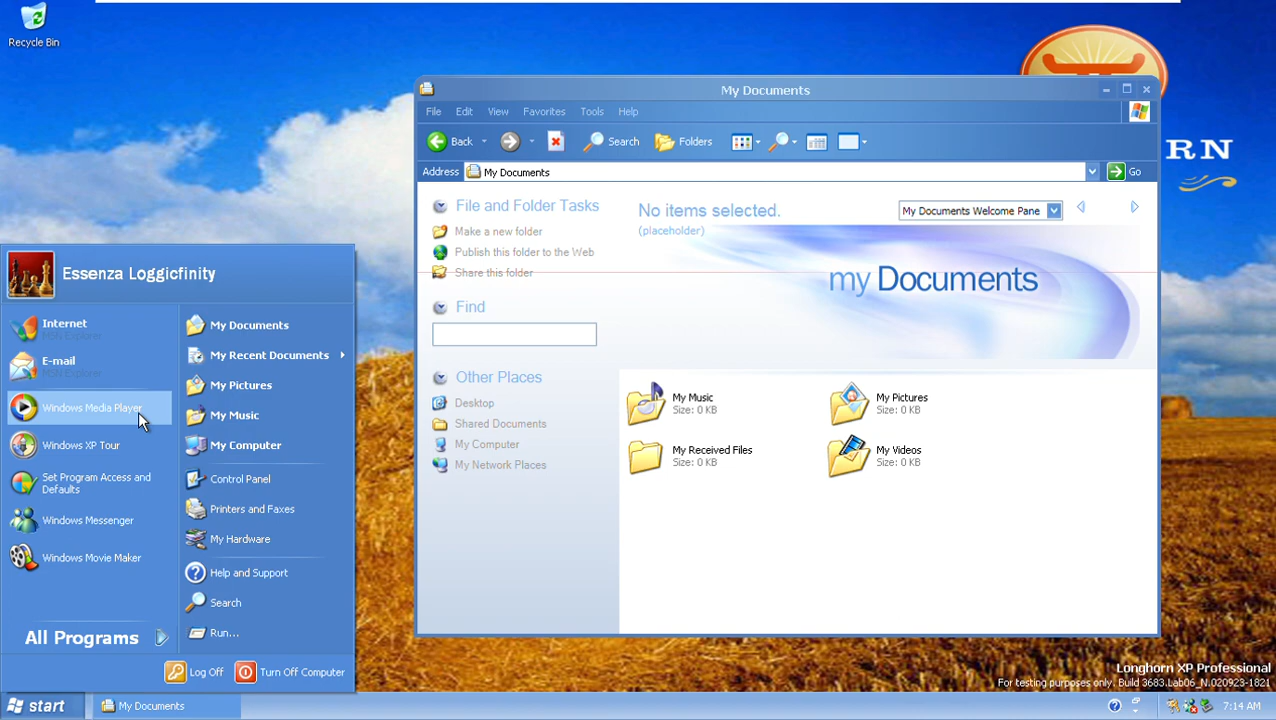 Recycle Bin
RN
My Documents
File Edit View Favorites Tools Help
Back Search Folders
Address My Documents Go
File and Folder Tasks
Make a new folder
Publish this folder to the Web
Share this folder
Find
Other Places
Desktop
Shared Documents
My Computer
My Network Places
No items selected.
(placeholder)
My Documents Welcome Pane
my Documents
My Music
Size: 0 KB
My Pictures
Size: 0 KB
My Received Files
Size: 0 KB
My Videos
Size: 0 KB
Essenza Loggicfinity
Internet
MSN Explorer
E-mail
MSN Explorer
Windows Media Player
Windows XP Tour
Set Program Access and
Defaults
Windows Messenger
Windows Movie Maker
All Programs
My Documents
My Recent Documents
My Pictures
My Music
My Computer
Control Panel
Printers and Faxes
My Hardware
Help and Support
Search
Run...
Log Off Turn Off Computer
Longhorn XP Professional
For testing purposes only. Build 3683.Lab06_N.020923-1821
start My Documents 7:14 AM